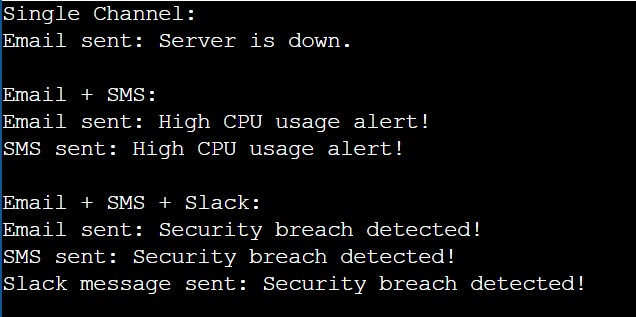 Single Channel:
Email sent: Server is down.
Email + SMS:
Email sent: High CPU usage alert!
SMS sent: High CPU usage alert!
Email + SMS + Slack:
Email sent: Security breach detected!
SMS sent: Security breach detected!
Slack message sent: Security breach detected!